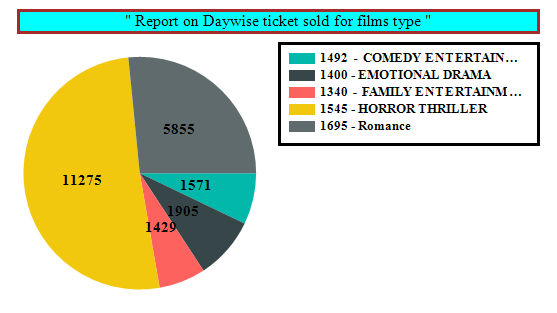 " Report on Daywise ticket sold for films type "
1492 - COMEDY ENTERTAIN...
1400 - EMOTIONAL DRAMA
1340 - FAMILY ENTERTAINM...
1545 - HORROR THRILLER
1695 - Romance
5855
11275
1571
1905
1429